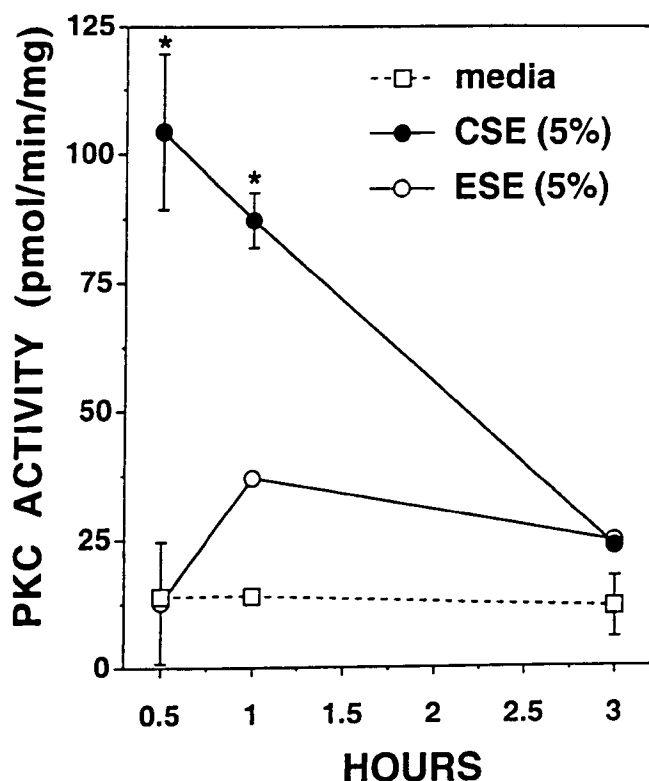 125
100
75
50
25
0
PKC ACTIVITY (pmol/min/mg)
*
*
media
CSE (5%)
ESE (5%)
0.5 1 1.5 2 2.5 3
HOURS